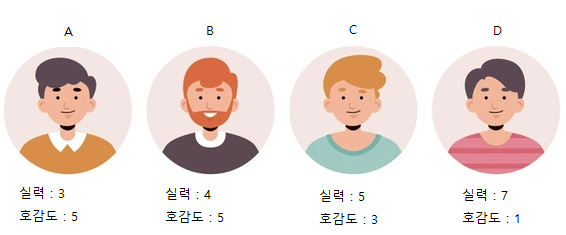 A B C D
실력 : 3 실력 : 4 실력 : 5 실력 : 7
호감도 : 5 호감도 : 5 호감도 : 3 호감도 : 1